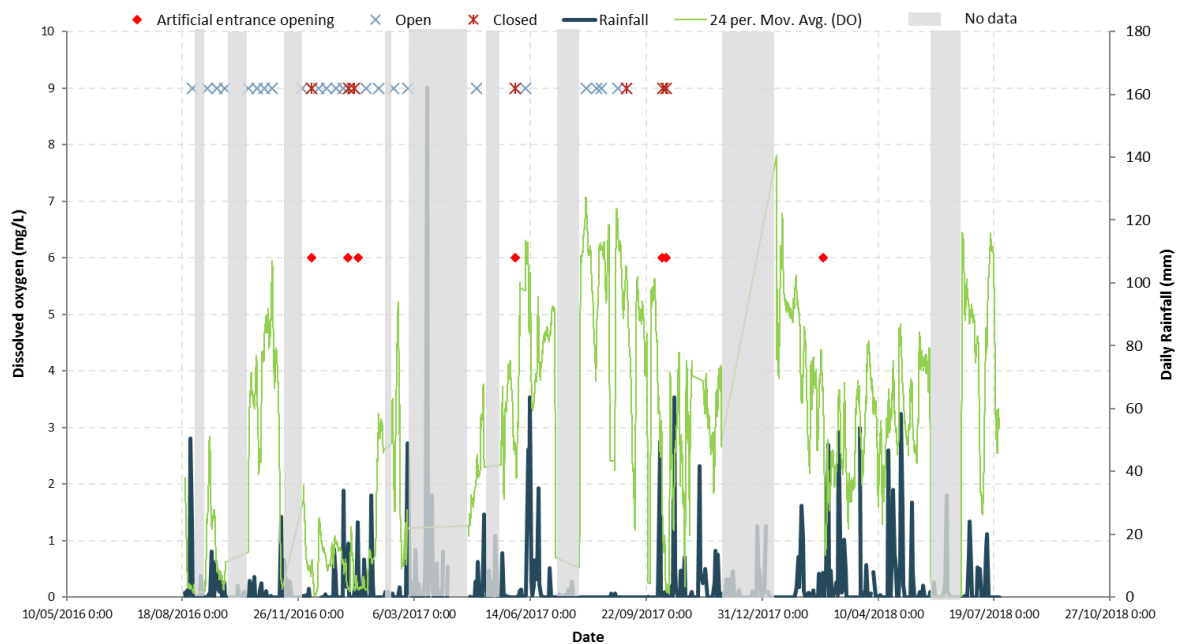 Artificial entrance opening Open Closed Rainfall 24 per. Mov. Avg. (DO) No data
10 180
9 160
8 140
7 120
6 100
5 80
4 60
3 40
2 20
1 0
0
Dissolved oxygen (mg/L)
Daily Rainfall (mm)
10/05/2016 0:00 18/08/2016 0:00 26/11/2016 0:00 6/03/2017 0:00 14/06/2017 0:00 22/09/2017 0:00 31/12/2017 0:00 10/04/2018 0:00 19/07/2018 0:00 27/10/2018 0:00
Date